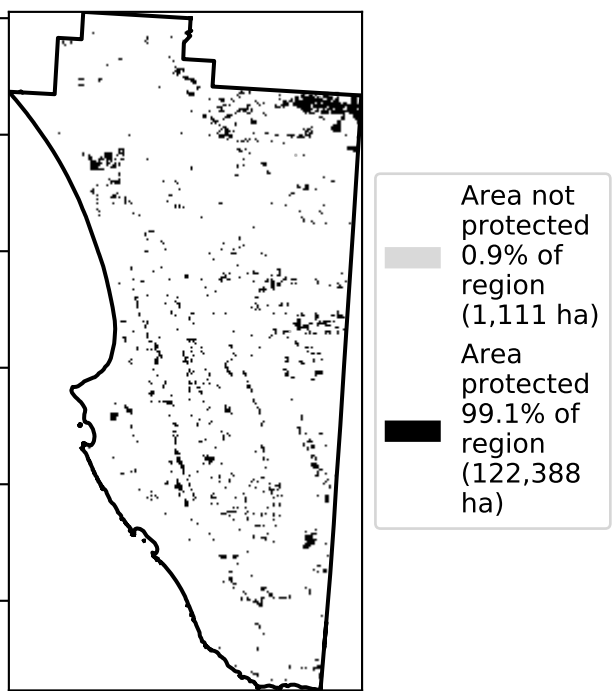 Area not
protected
0.9% of
region
(1,111 ha)
Area
protected
99.1% of
region
(122,388
ha)